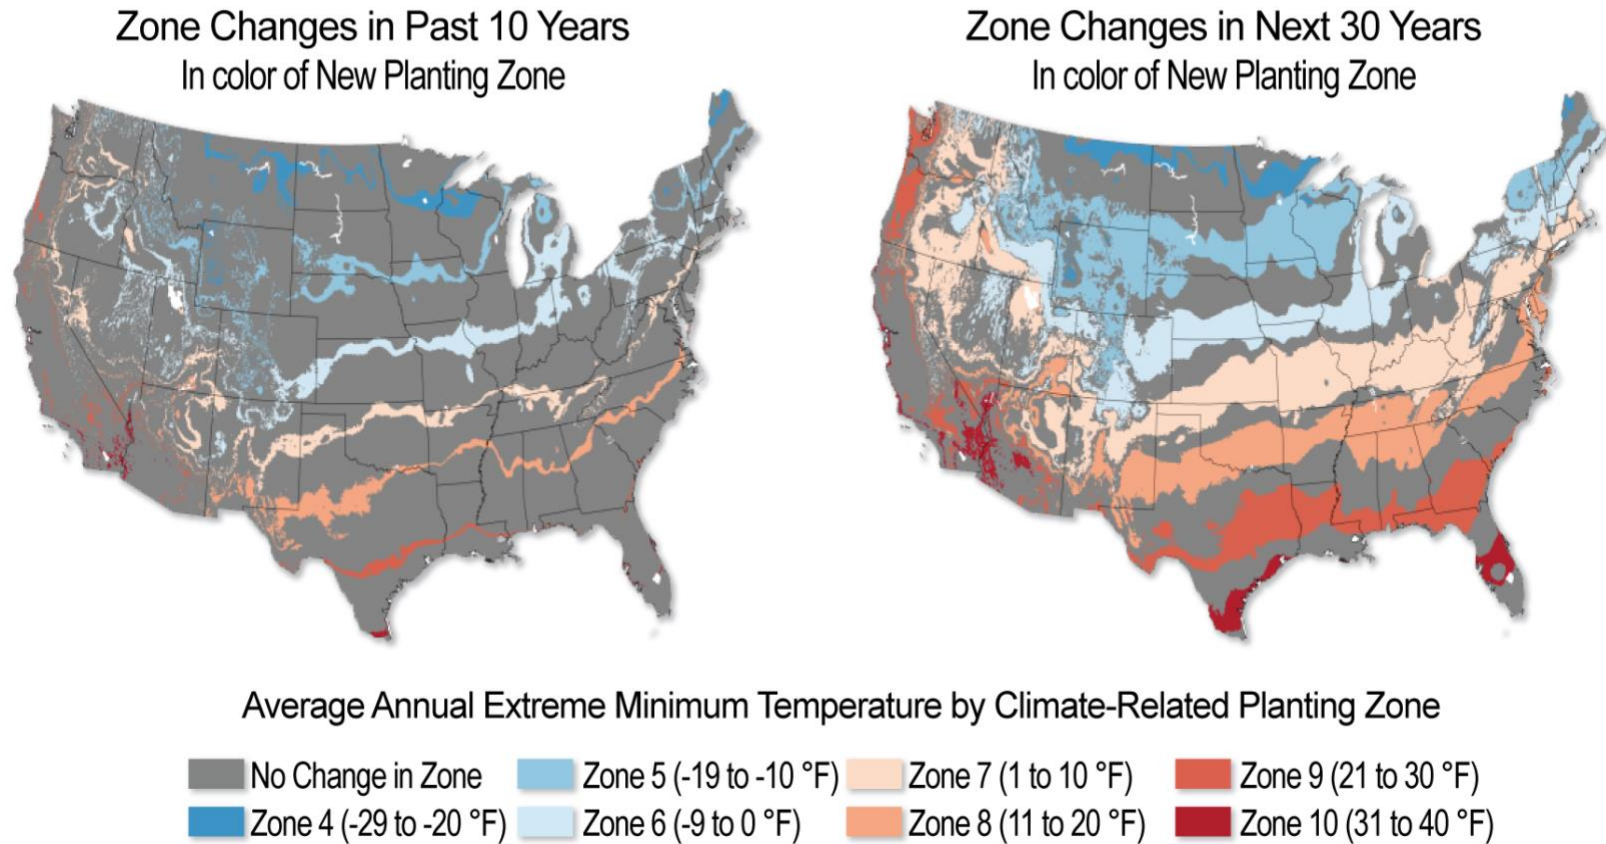 Zone Changes in Past 10 Years
In color of New Planting Zone
Zone Changes in Next 30 Years
In color of New Planting Zone
Average Annual Extreme Minimum Temperature by Climate-Related Planting Zone
No Change in Zone
Zone 5 (-19 to -10 °F)
Zone 7 (1 to 10 °F)
Zone 9 (21 to 30 °F)
Zone 4 (-29 to -20 °F)
Zone 6 (-9 to 0 °F)
Zone 8 (11 to 20 °F)
Zone 10 (31 to 40 °F)